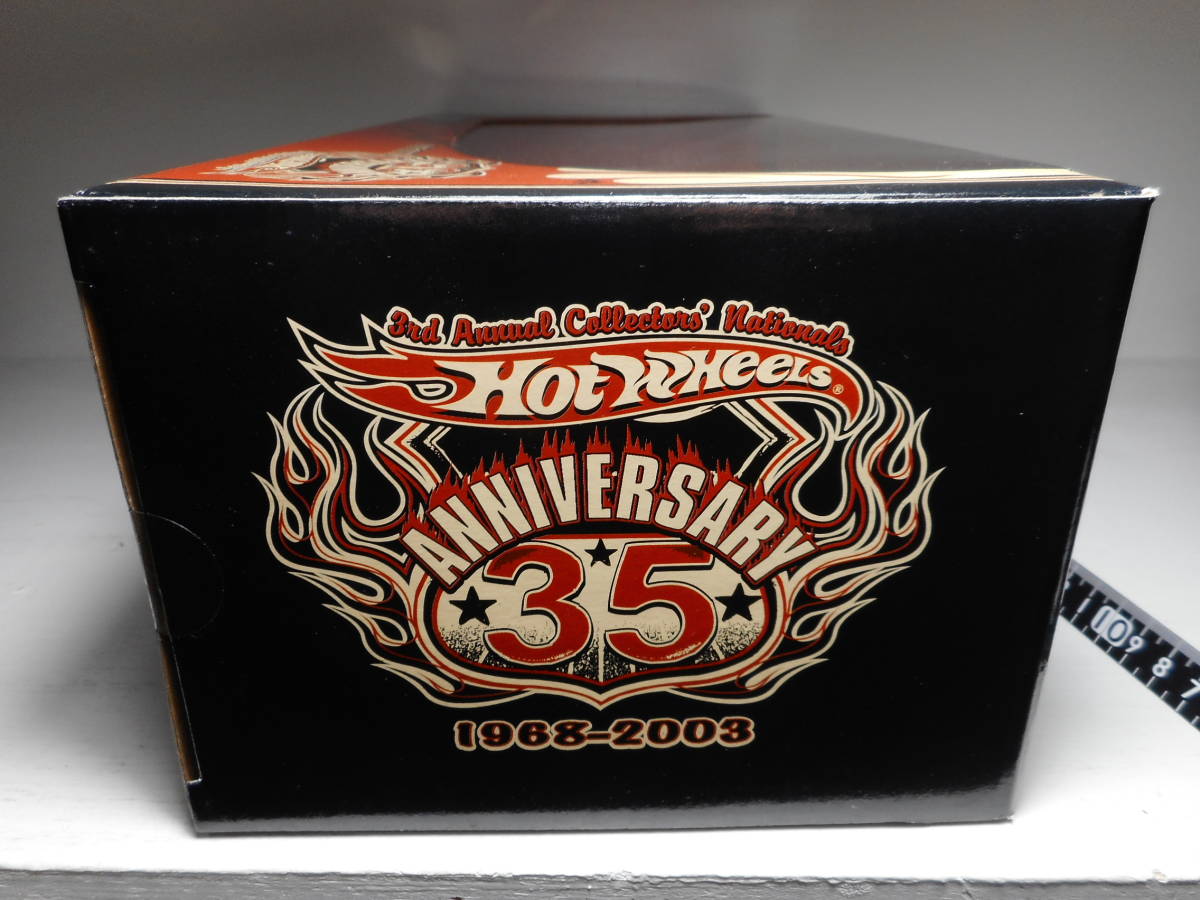 3rd Annual Collectors' Nationals
HOT WHEELS®
ANNIVERSARY
35
1968-2003
10 9 8 7